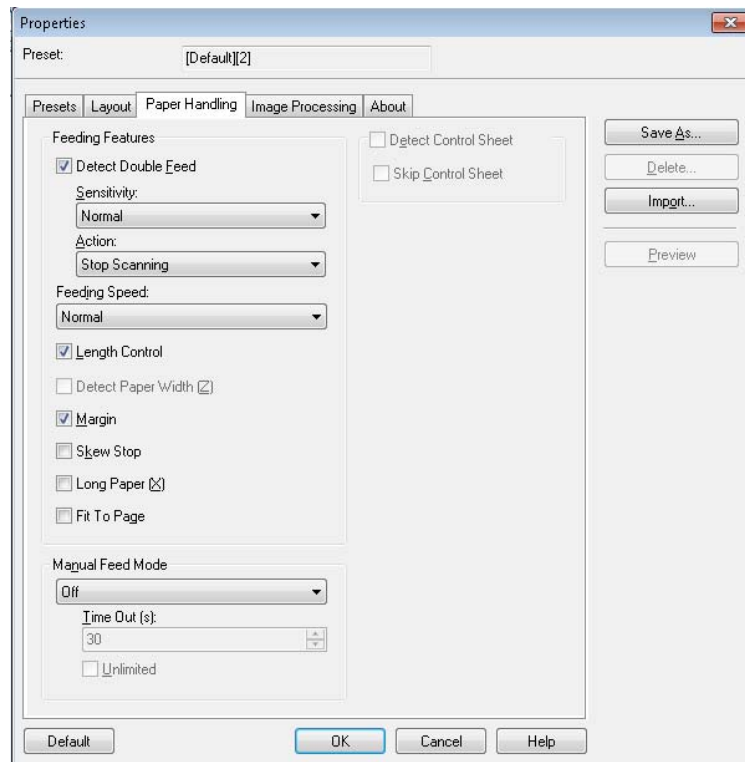 Properties
Preset: [Default][2]
Presets Layout Paper Handling Image Processing About
Feeding Features
Detect Double Feed
Sensitivity:
Normal
Action:
Stop Scanning
Feeding Speed:
Normal
Length Control
Detect Paper Width (Z)
Margin
Skew Stop
Long Paper (X)
Fit To Page
Manual Feed Mode
Off
Time Out (s):
30
Unlimited
Detect Control Sheet
Skip Control Sheet
Save As...
Delete...
Import...
Preview
Default OK Cancel Help